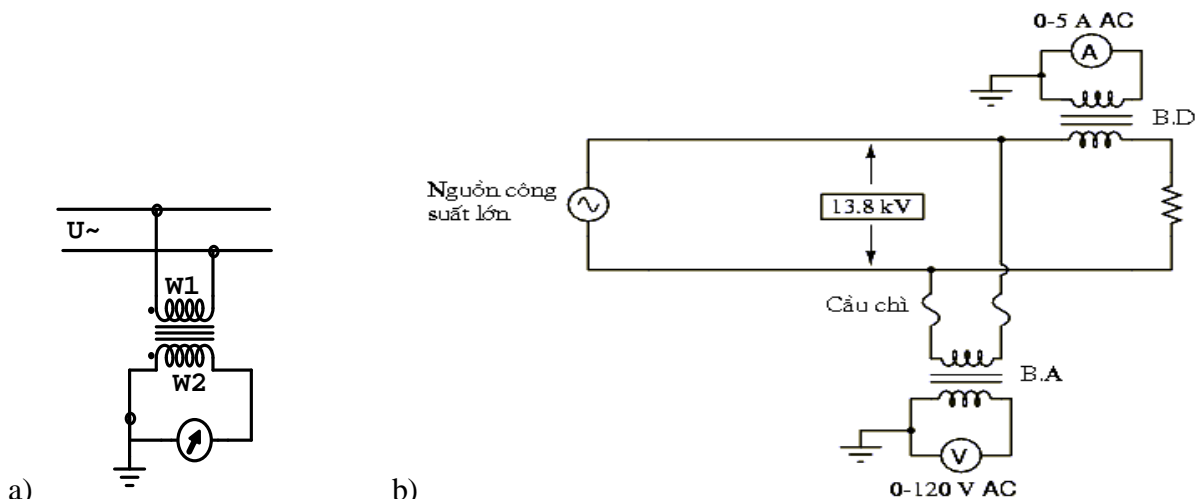 U~
W1
W2
a)
0-5 A AC
A
B.D
Nguồn công
suất lớn
13.8 kV
Cầu chì
B.A
V
0-120 V AC
b)